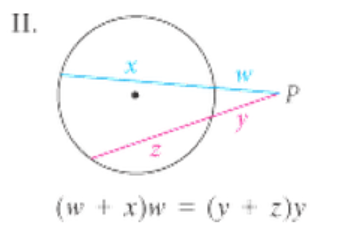 II.
x
w
P
y
z
(w + x)w = (y + z)y